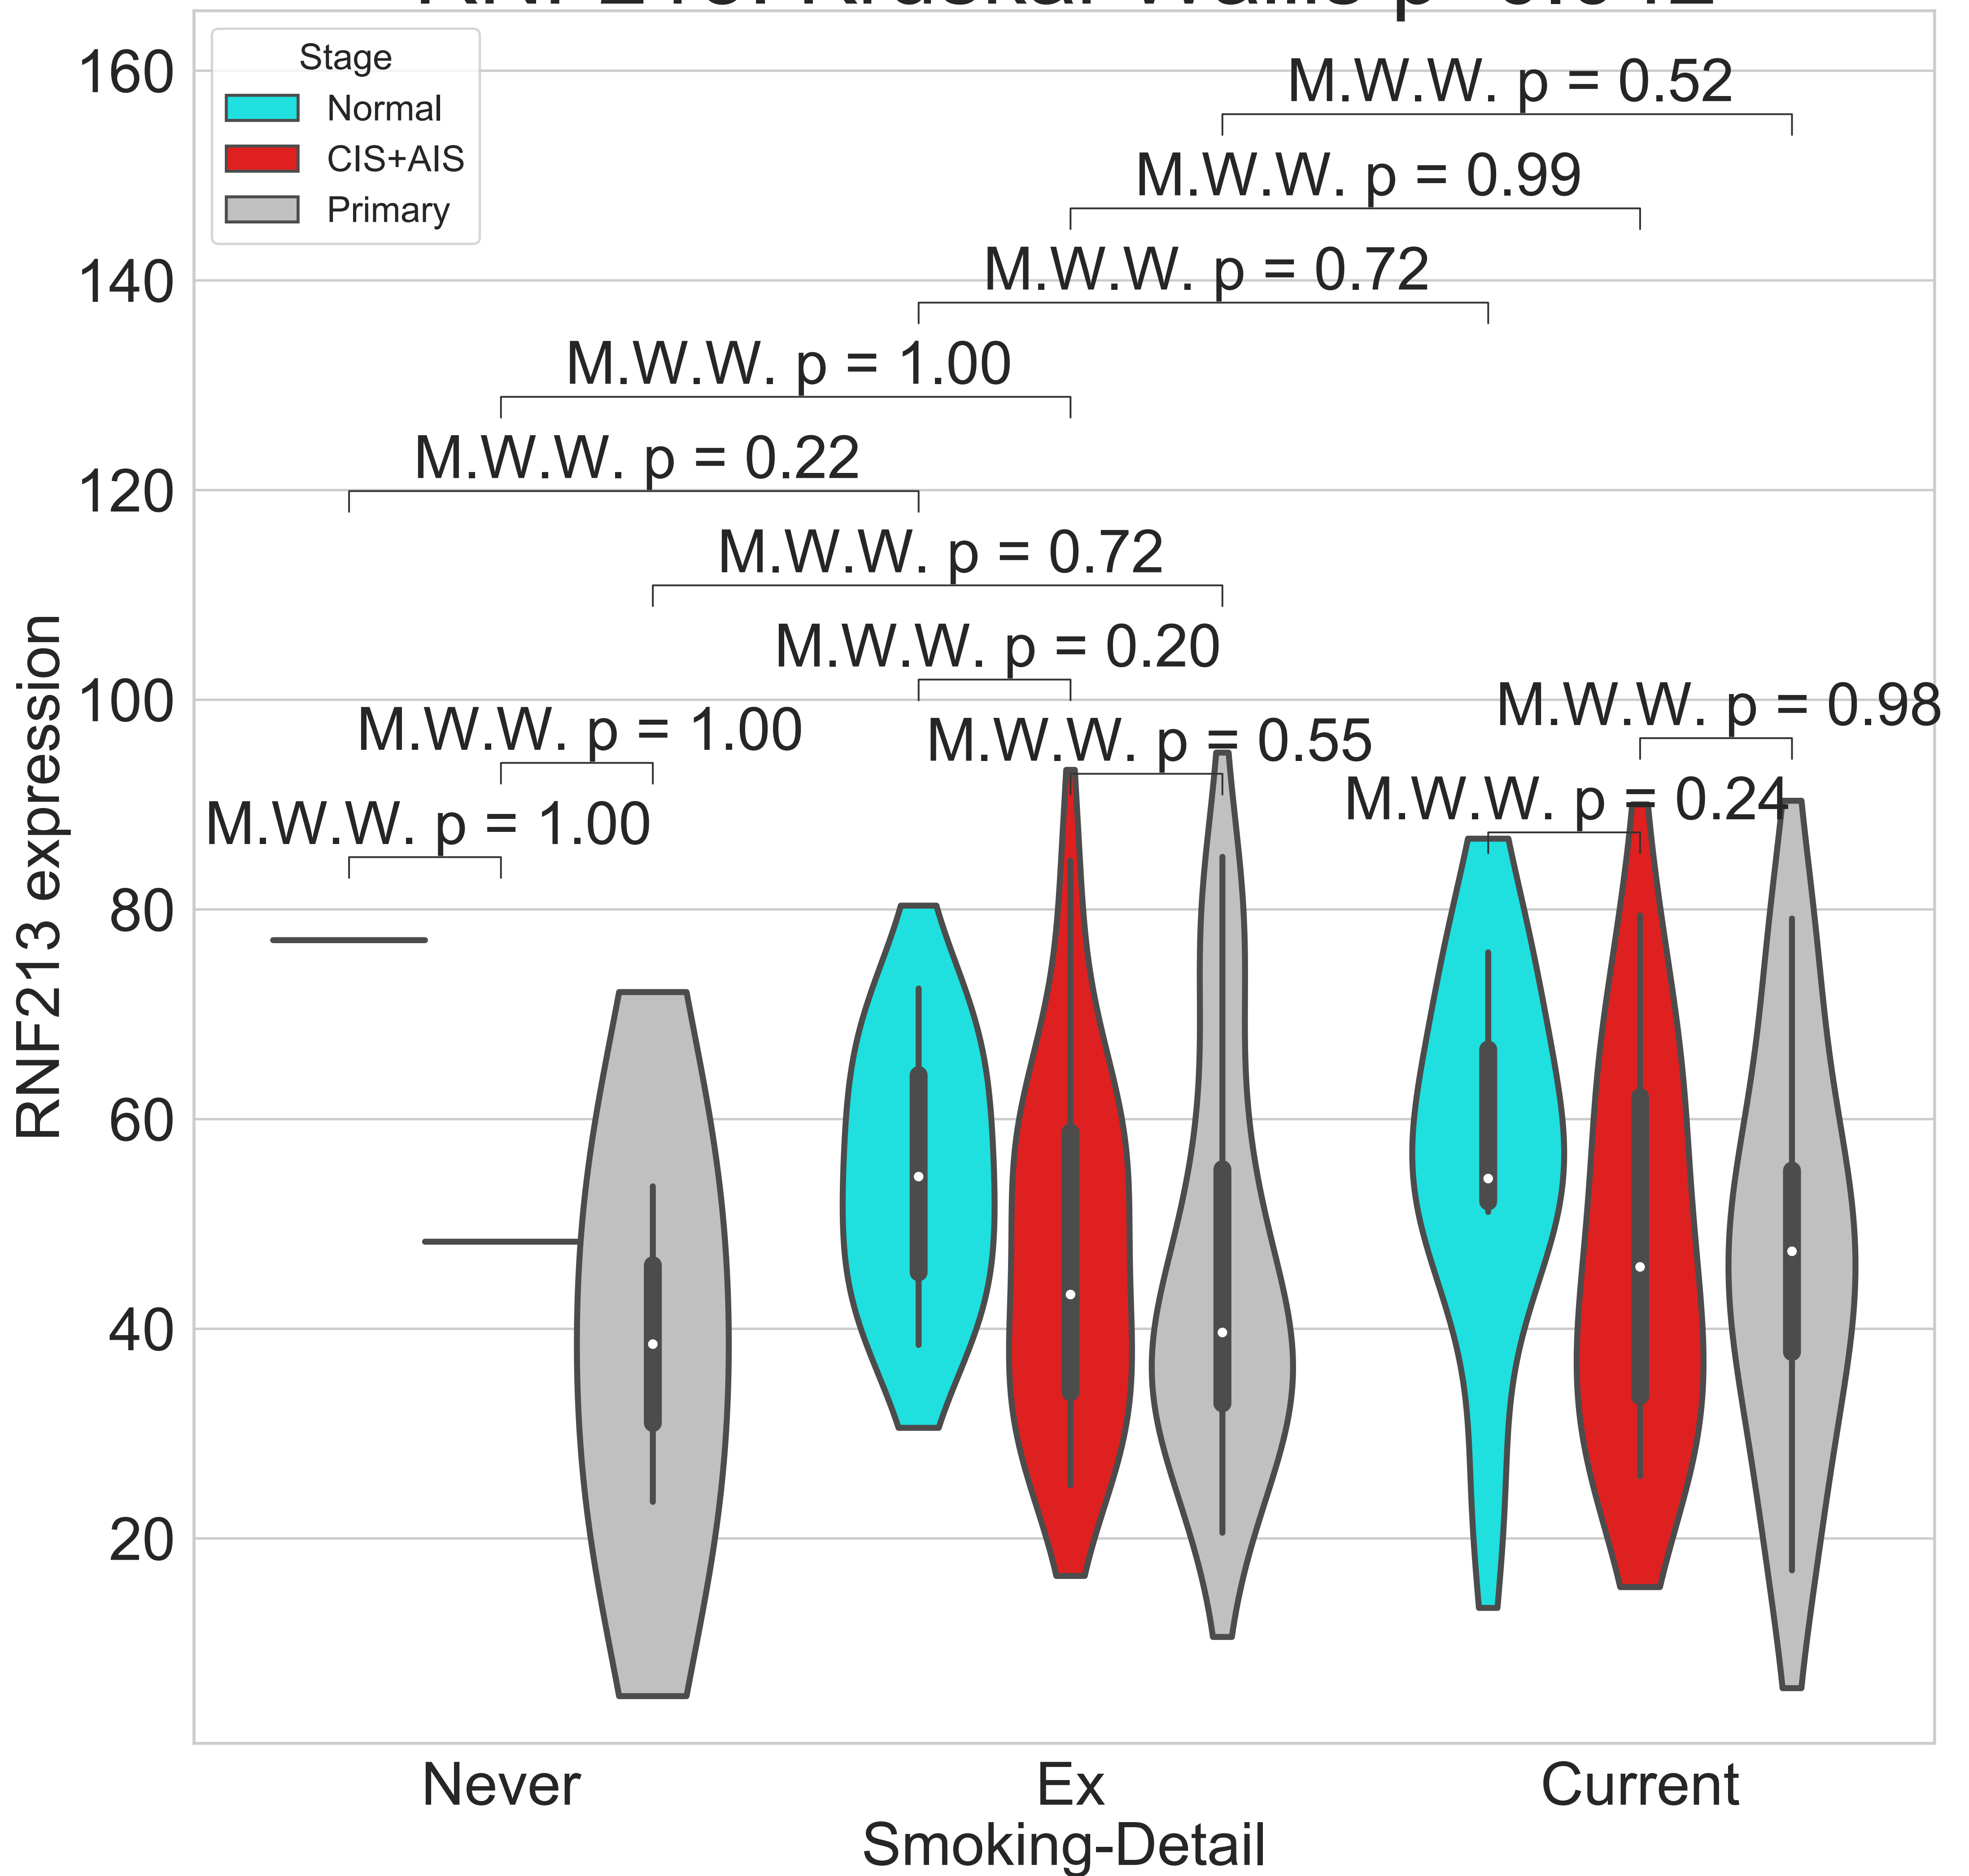 Stage
Normal
CIS+AIS
Primary
160
140
120
100
80
60
40
20
RNF213 expression
M.W.W. p = 0.52
M.W.W. p = 0.99
M.W.W. p = 0.72
M.W.W. p = 1.00
M.W.W. p = 0.22
M.W.W. p = 0.72
M.W.W. p = 0.20
M.W.W. p = 0.98
M.W.W. p = 1.00
M.W.W. p = 0.55
M.W.W. p = 0.24
M.W.W. p = 1.00
Never
Ex
Current
Smoking-Detail